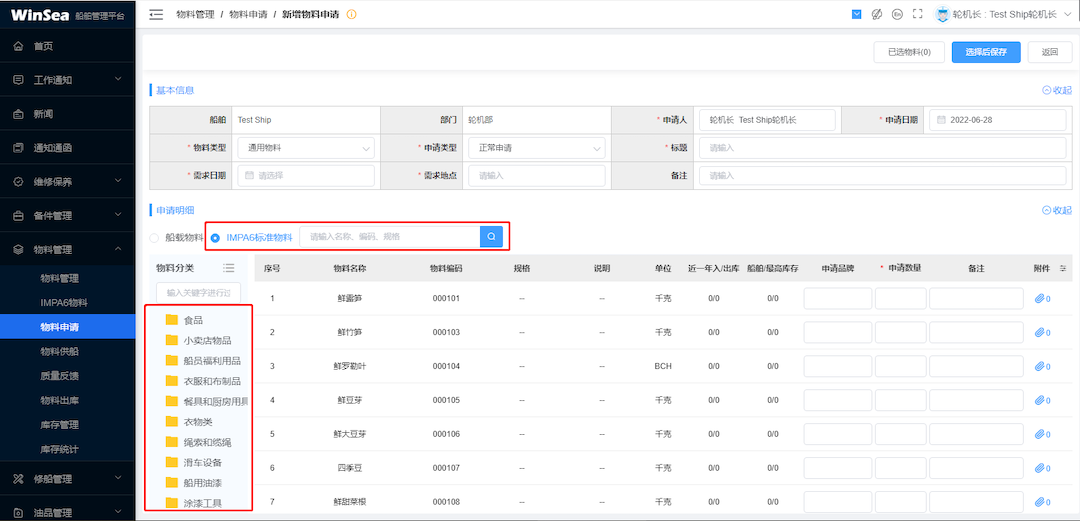 WinSea 船舶管理平台
物料管理 / 物料申请 / 新增物料申请
轮机长 : Test Ship轮机长
首页
工作通知
新闻
通知通函
维修保养
备件管理
物料管理
物料管理
IMPA6物料
物料申请
物料供船
质量反馈
物料出库
库存管理
库存统计
修船管理
油品管理
已选物料(0) 选择后保存 返回
基本信息 收起
船舶 Test Ship 部门 轮机部 * 申请人 轮机长 Test Ship轮机长 * 申请日期 2022-06-28
* 物料类型 通用物料 * 申请类型 正常申请 * 标题 请输入
* 需求日期 请选择 * 需求地点 请输入 备注 请输入
申请明细 收起
船载物料 IMPA6标准物料 请输入名称、编码、规格
物料分类
输入关键字进行过
食品
小卖店物品
船员福利用品
衣服和布制品
餐具和厨房用具
衣物类
绳索和缆绳
滑车设备
船用油漆
涂漆工具
序号 物料名称 物料编码 规格 说明 单位 近一年入/出库 船舶/最高库存 申请品牌 * 申请数量 备注 附件
1 鲜露笋 000101 -- -- 千克 0/0 0/0 0
2 鲜竹笋 000103 -- -- 千克 0/0 0/0 0
3 鲜罗勒叶 000104 -- -- BCH 0/0 0/0 0
4 鲜豆芽 000105 -- -- 千克 0/0 0/0 0
5 鲜大豆芽 000106 -- -- 千克 0/0 0/0 0
6 四季豆 000107 -- -- 千克 0/0 0/0 0
7 鲜甜菜根 000108 -- -- 千克 0/0 0/0 0